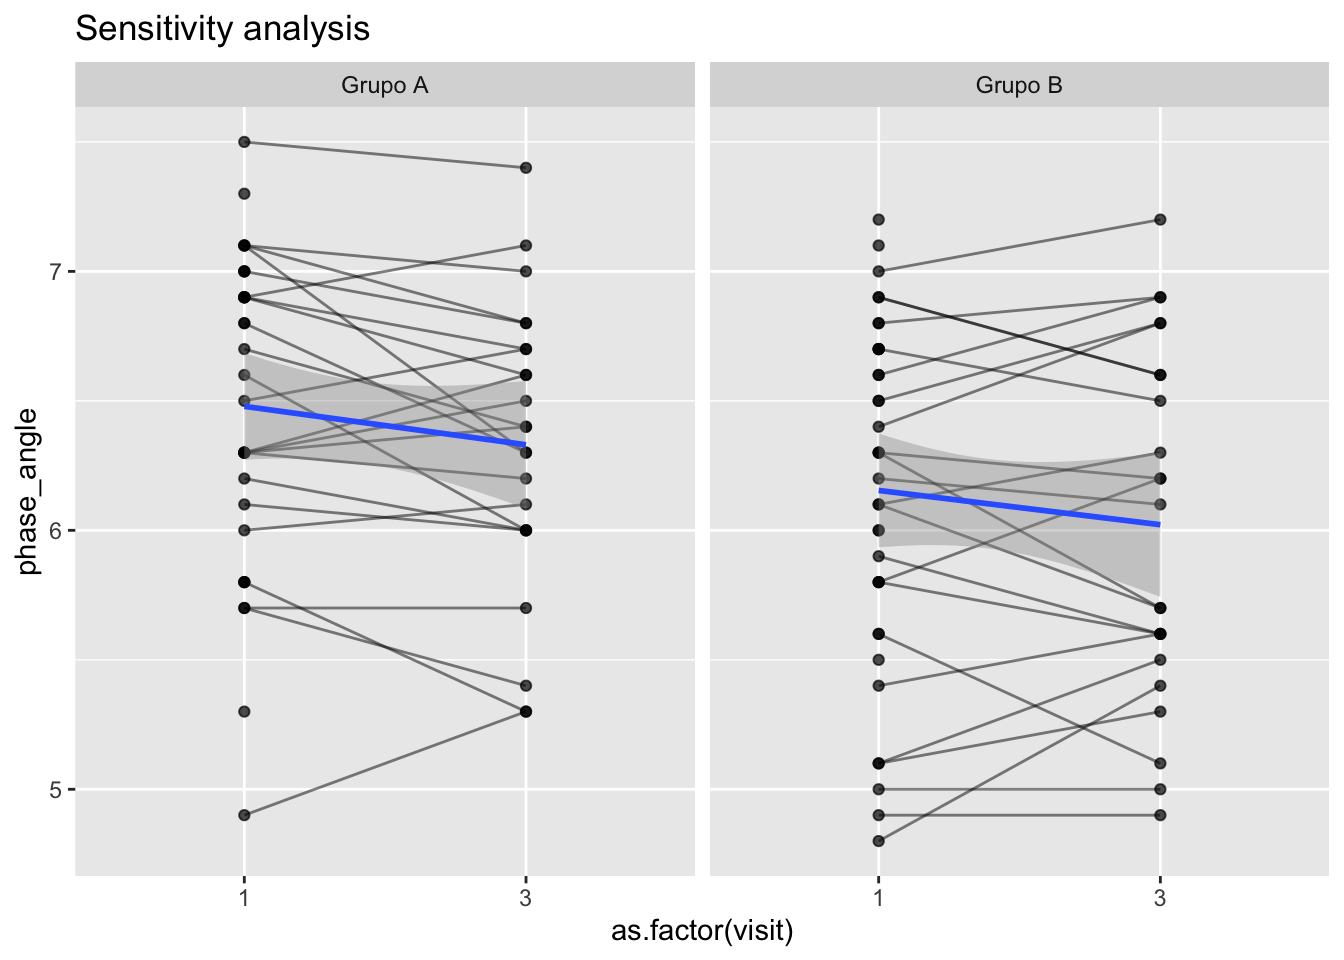 Sensitivity analysis
Grupo A
Grupo B
phase_angle
7
6
5
1
3
1
3
as.factor(visit)